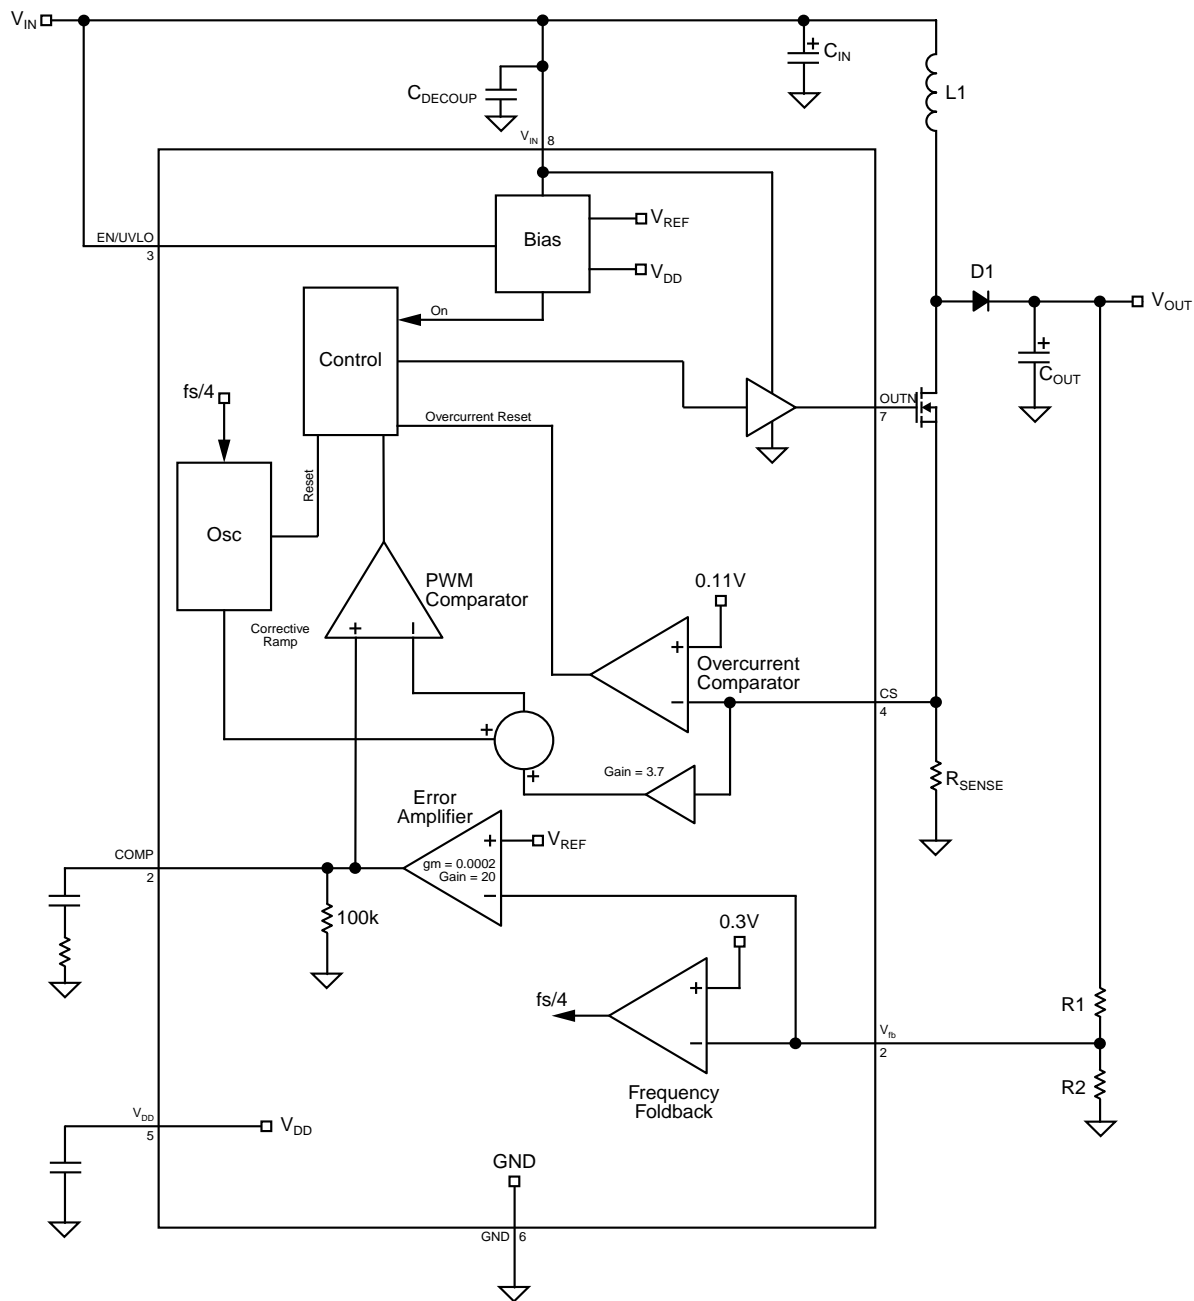 VIN
CIN
L1
CDECOUP
VIN 8
EN/UVLO
3
Bias
VREF
VDD
On
D1
VOUT
COUT
Control
fs/4
Overcurrent Reset
OUTN
7
Reset
Osc
PWM
Comparator
Corrective
Ramp
+
0.11V
+
Overcurrent
Comparator
−
CS
4
+
+
Gain = 3.7
RSENSE
Error
Amplifier
+
VREF
gm = 0.0002
Gain = 20
−
COMP
2
100k
0.3V
fs/4
+
−
Vfb
2
R1
R2
Frequency
Foldback
VDD
5
VDD
GND
GND 6